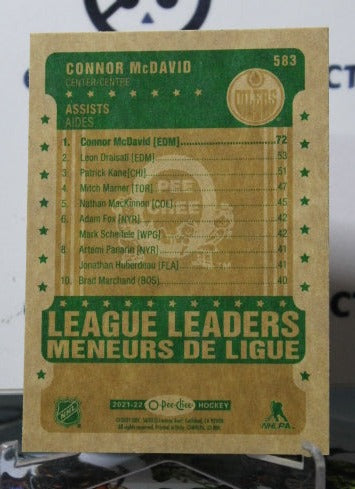 CONNOR McDAVID
583
CENTER/CENTRE
OILERS
ASSISTS
AIDES
1. Connor McDavid [EDM] 72
2. Leon Draisaitl [EDM] 53
3. Patrick Kane [CHI] 51
4. Mitch Marner [TOR] 47
5. Nathan MacKinnon [COL] 45
6. Adam Fox [NYR] 42
Mark Scheifele [WPG] 42
8. Artemi Panarin [NYR] 41
Jonathan Huberdeau [FLA] 41
10. Brad Marchand [BOS] 40
LEAGUE LEADERS
MENEURS DE LIGUE
NHL
2021-22 O-Pee-Chee HOCKEY
NHLPA